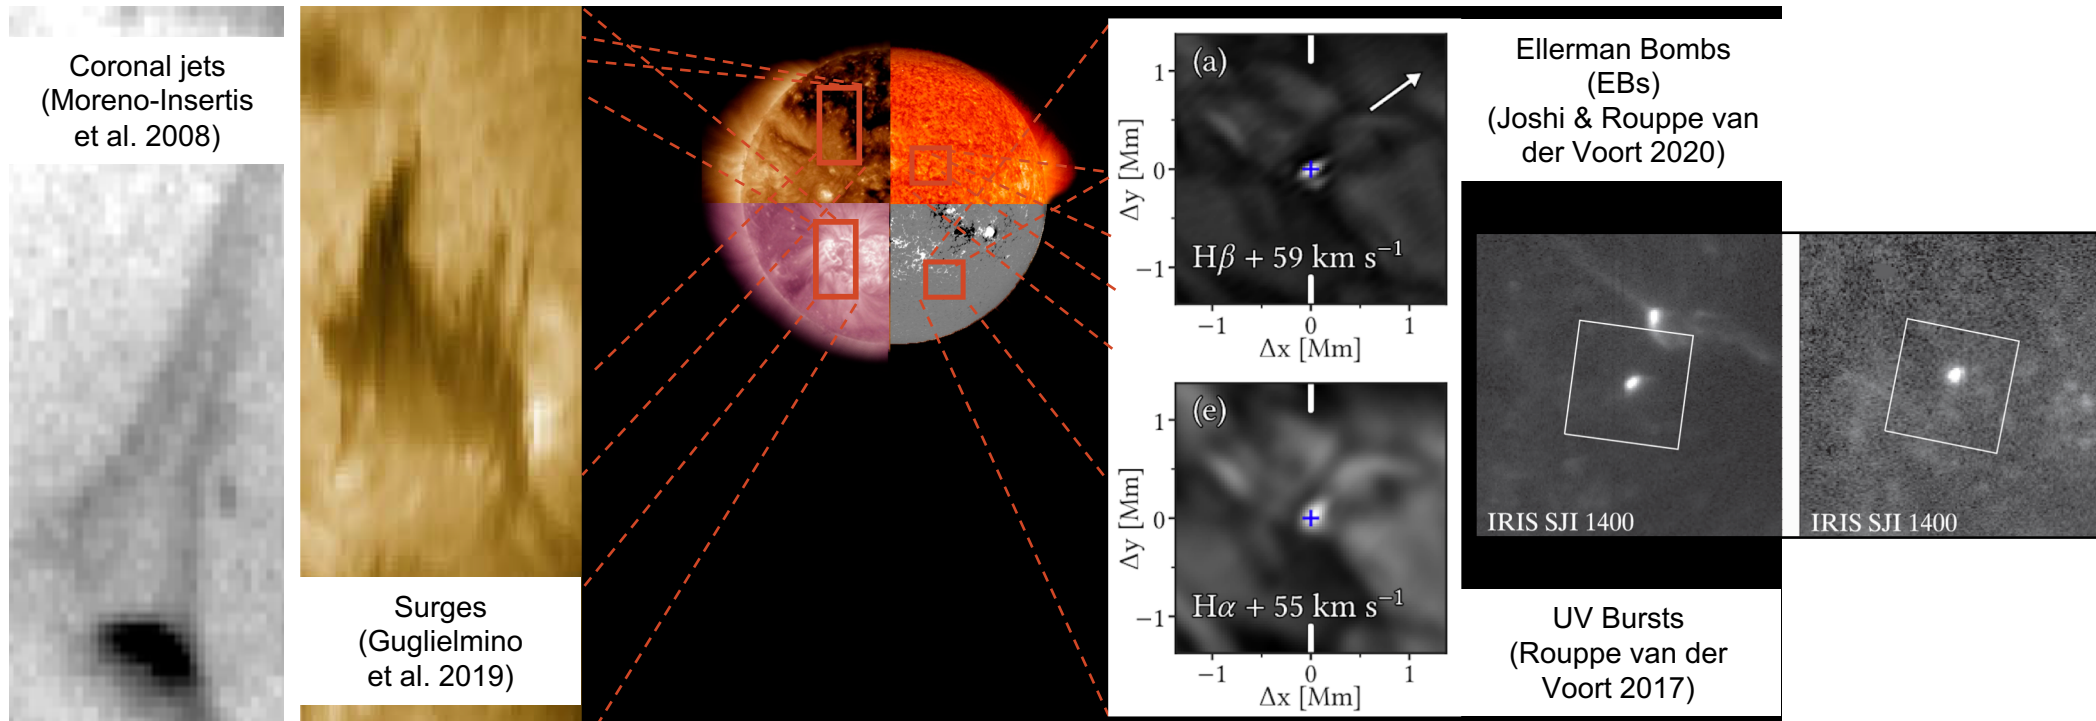 Coronal jets
(Moreno-Insertis
et al. 2008)
Surges
(Guglielmino
et al. 2019)
(a)
Hβ + 59 km s⁻¹
1
0
−1
Δy [Mm]
−1 0 1
Δx [Mm]
(e)
Hα + 55 km s⁻¹
1
0
−1
Δy [Mm]
−1 0 1
Δx [Mm]
Ellerman Bombs
(EBs)
(Joshi & Rouppe van
der Voort 2020)
IRIS SJI 1400
IRIS SJI 1400
UV Bursts
(Rouppe van der
Voort 2017)